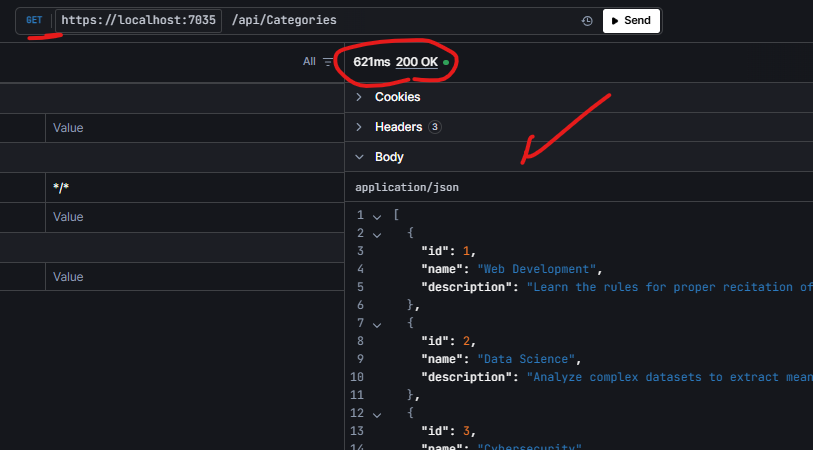 GET https://localhost:7035 /api/Categories Send
All
621ms 200 OK
Cookies
Headers 3
Value
Body
*/*
application/json
Value
1 [
2 {
3 "id": 1,
4 "name": "Web Development",
Value
5 "description": "Learn the rules for proper recitation of
6 },
7 {
8 "id": 2,
9 "name": "Data Science",
10 "description": "Analyze complex datasets to extract mean
11 },
12 {
13 "id": 3,
14 "name": "Cybersecurity"